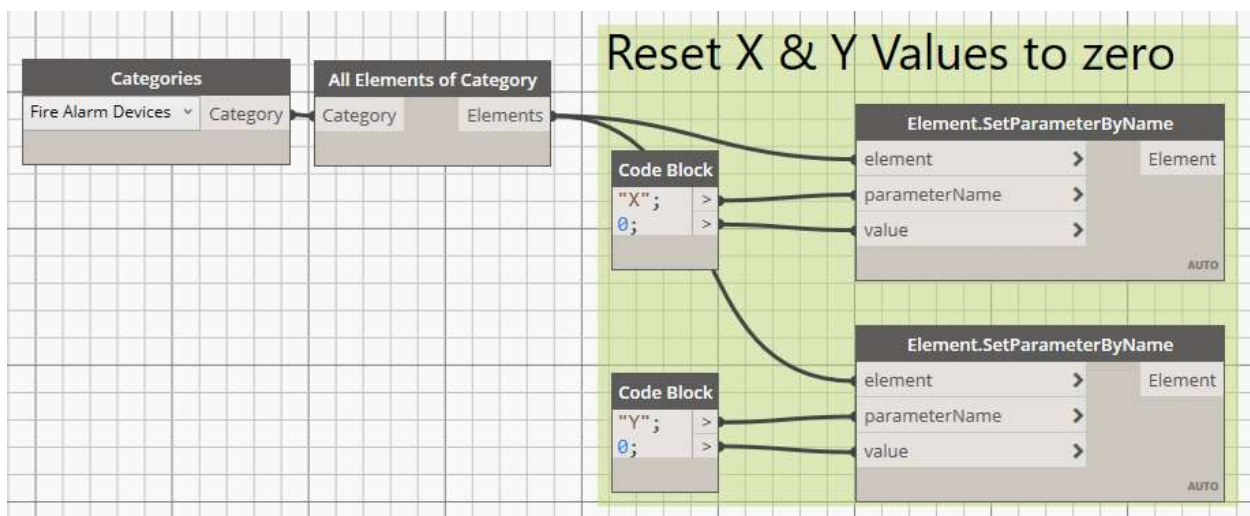 Reset X & Y Values to zero
Categories
Fire Alarm Devices Category
All Elements of Category
Category Elements
Code Block
"X"; >
0; >
Element.SetParameterByName
element > Element
parameterName >
value >
AUTO
Code Block
"Y"; >
0; >
Element.SetParameterByName
element > Element
parameterName >
value >
AUTO